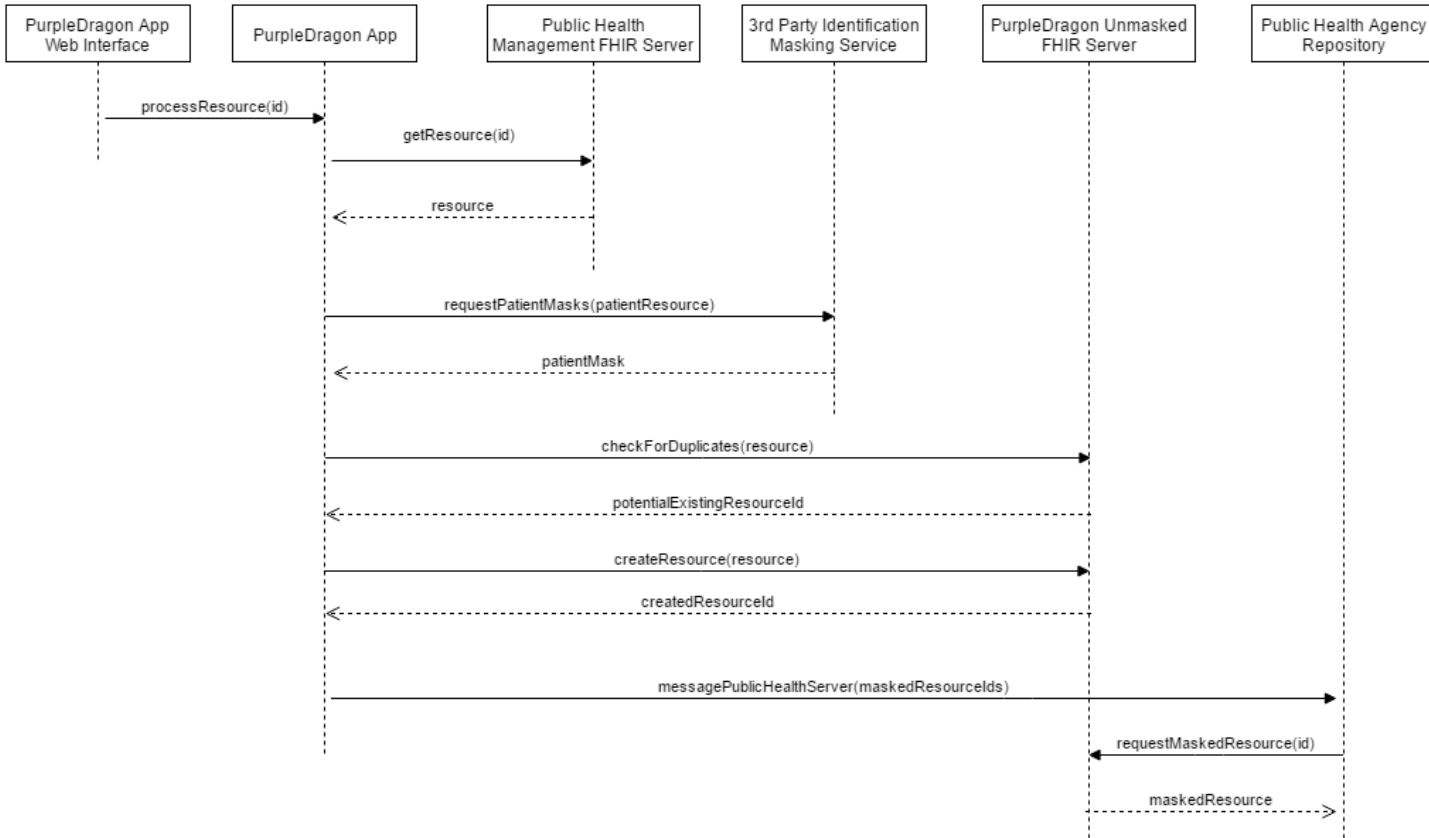 PurpleDragon App
Web Interface
PurpleDragon App
Public Health
Management FHIR Server
3rd Party Identification
Masking Service
PurpleDragon Unmasked
FHIR Server
Public Health Agency
Repository
processResource(id)
getResource(id)
resource
requestPatientMasks(patientResource)
patientMask
checkForDuplicates(resource)
potentialExistingResourceId
createResource(resource)
createdResourceId
messagePublicHealthServer(maskedResourceIds)
requestMaskedResource(id)
maskedResource